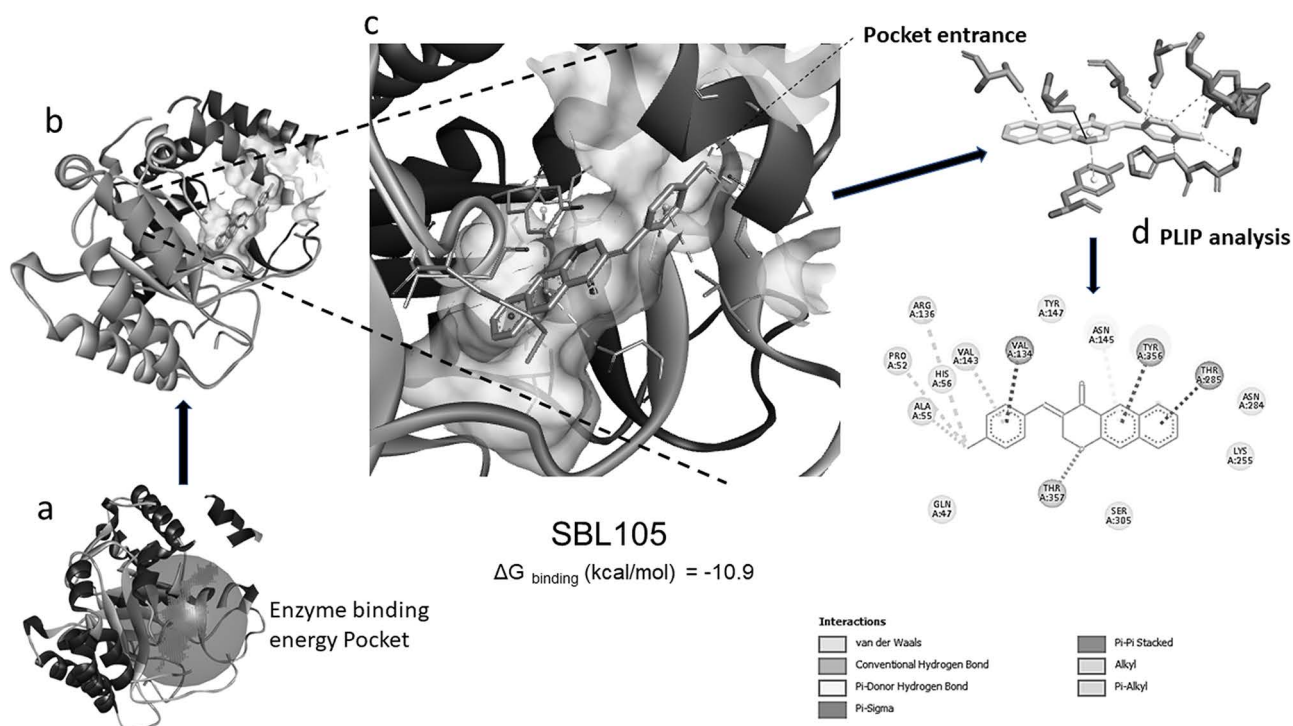 c
Pocket entrance
b
d PLIP analysis
a
Enzyme binding
energy Pocket
SBL105
ΔG binding (kcal/mol) = -10.9
ARG
A:136
TYR
A:147
ASN
A:145
PRO
A:52
VAL
A:143
VAL
A:134
TYR
A:356
HIS
A:56
THR
A:285
ALA
A:55
ASN
A:284
LYS
A:255
THR
A:357
GLN
A:47
SER
A:305
Interactions
van der Waals
Conventional Hydrogen Bond
Pi-Donor Hydrogen Bond
Pi-Sigma
Pi-Pi Stacked
Alkyl
Pi-Alkyl